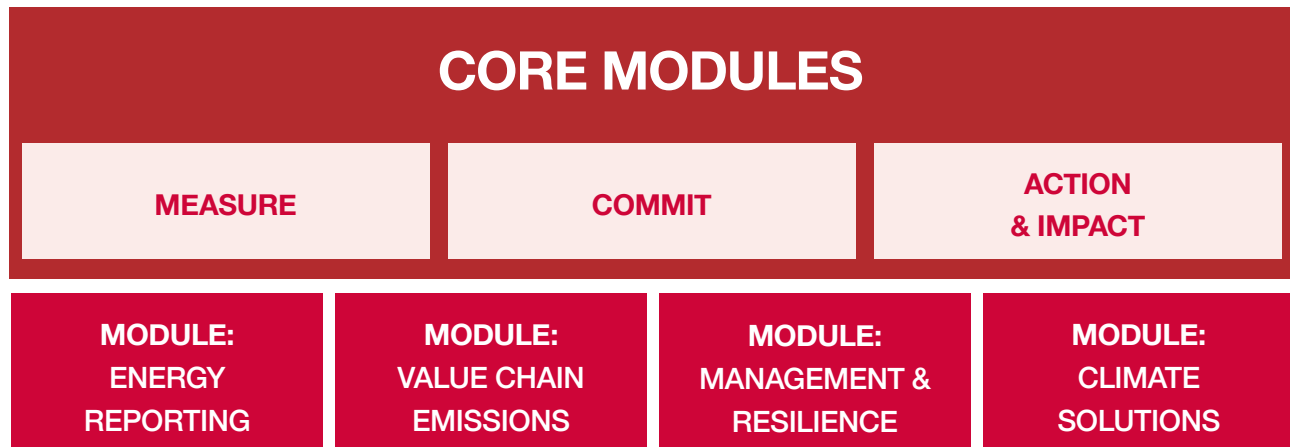 CORE MODULES
MEASURE
COMMIT
ACTION
& IMPACT
MODULE:
ENERGY
REPORTING
MODULE:
VALUE CHAIN
EMISSIONS
MODULE:
MANAGEMENT &
RESILIENCE
MODULE:
CLIMATE
SOLUTIONS